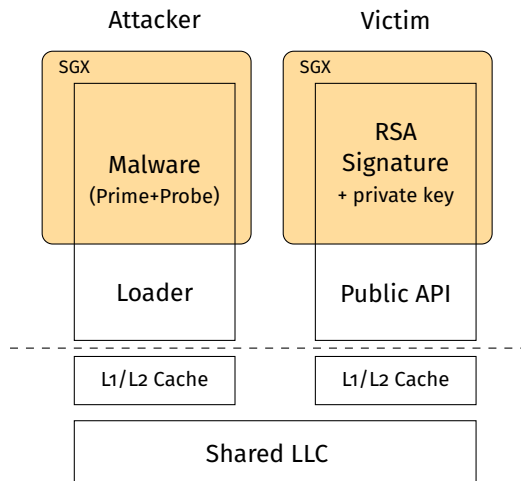 Attacker
Victim
SGX
SGX
Malware
(Prime+Probe)
RSA
Signature
+ private key
Loader
Public API
L1/L2 Cache
L1/L2 Cache
Shared LLC